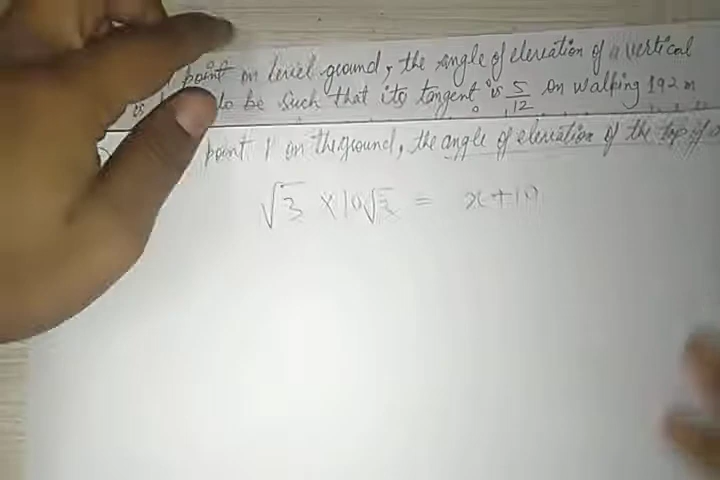 point on level ground, the angle of elevation of a vertical
is to be such that its tangent is 5/12 on walking 192 m
point P on the ground, the angle of elevation of the top of a
√3 × 10√3 = x + 10